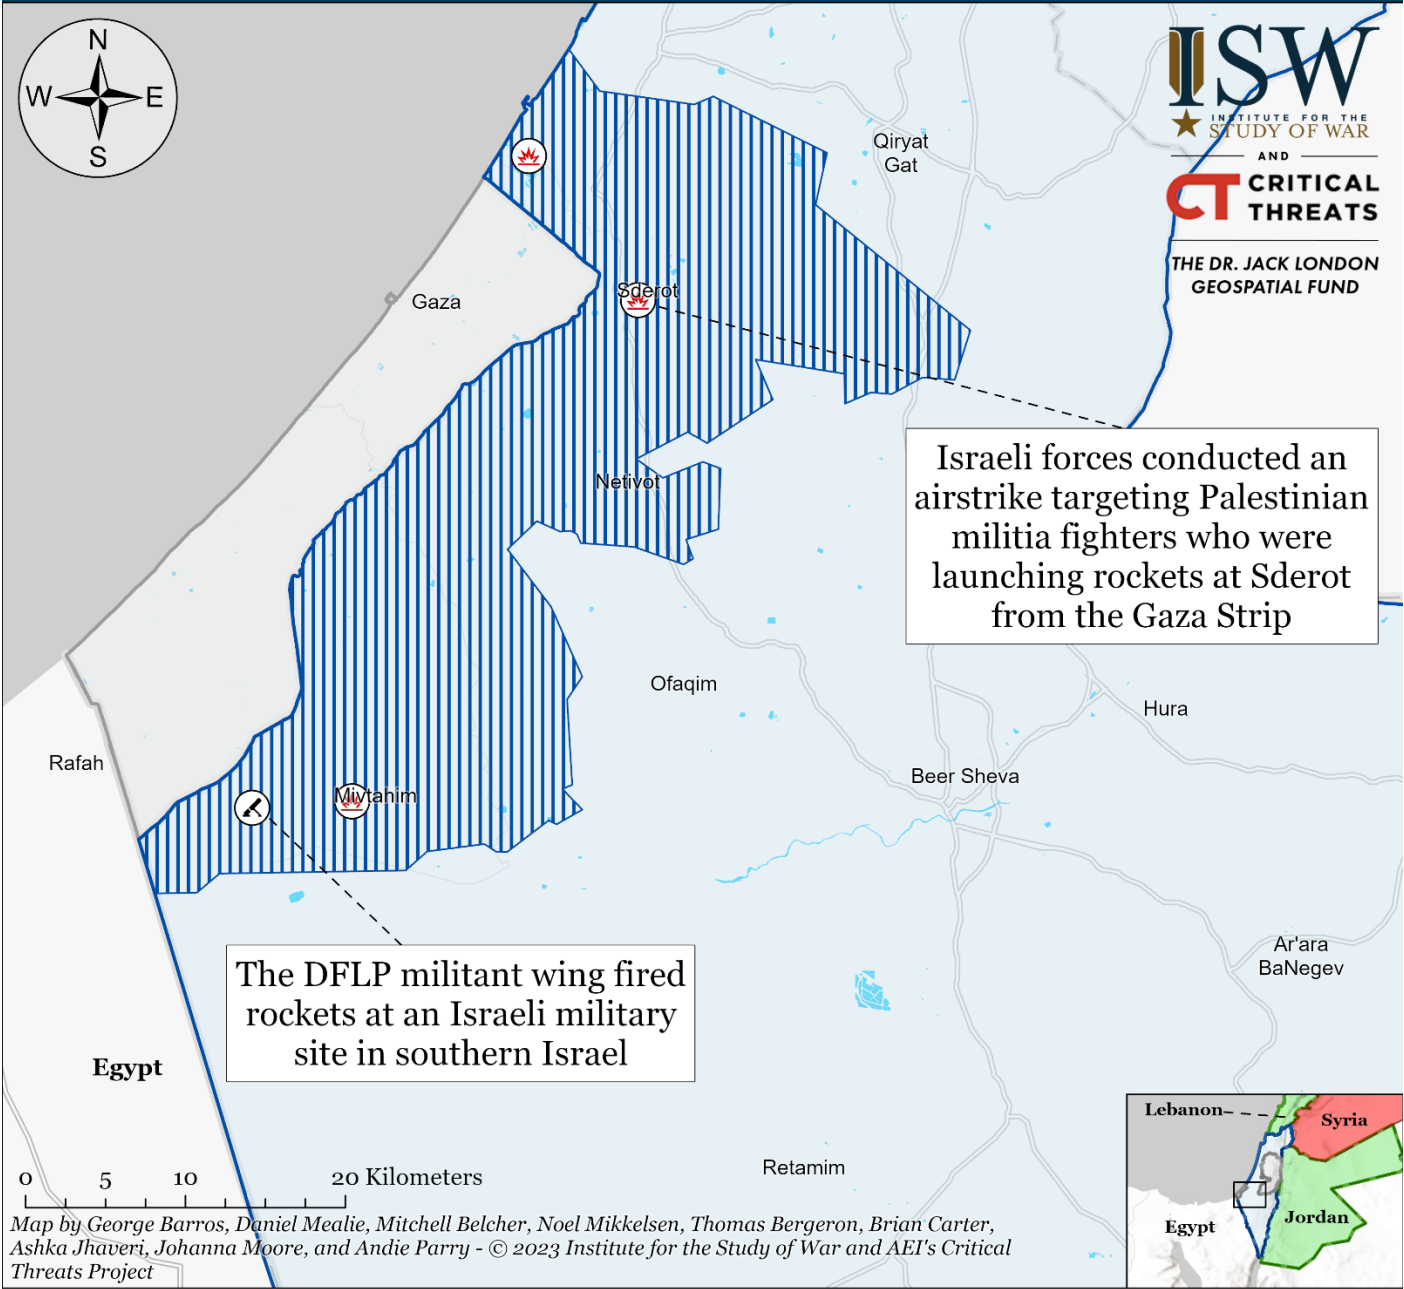 N
W
E
S
ISW
INSTITUTE FOR THE
STUDY OF WAR
AND
CT CRITICAL
THREATS
THE DR. JACK LONDON
GEOSPATIAL FUND
Qiryat
Gat
Sderot
Gaza
Israeli forces conducted an
airstrike targeting Palestinian
militia fighters who were
launching rockets at Sderot
from the Gaza Strip
Netivot
Ofaqim
Hura
Rafah
Beer Sheva
Mivtahim
Ar'ara
BaNegev
The DFLP militant wing fired
rockets at an Israeli military
site in southern Israel
Egypt
Retamim
Lebanon
Syria
Jordan
Egypt
0 5 10 20 Kilometers
Map by George Barros, Daniel Mealie, Mitchell Belcher, Noel Mikkelsen, Thomas Bergeron, Brian Carter,
Ashka Jhaveri, Johanna Moore, and Andie Parry - © 2023 Institute for the Study of War and AEI's Critical
Threats Project